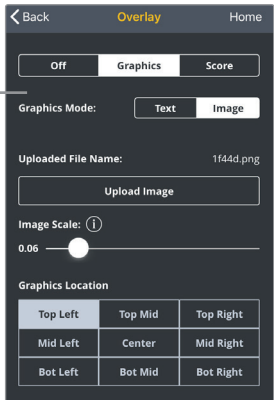 Back Overlay Home
Off Graphics Score
Graphics Mode: Text Image
Uploaded File Name: 1f44d.png
Upload Image
Image Scale: i
0.06
Graphics Location
Top Left Top Mid Top Right
Mid Left Center Mid Right
Bot Left Bot Mid Bot Right